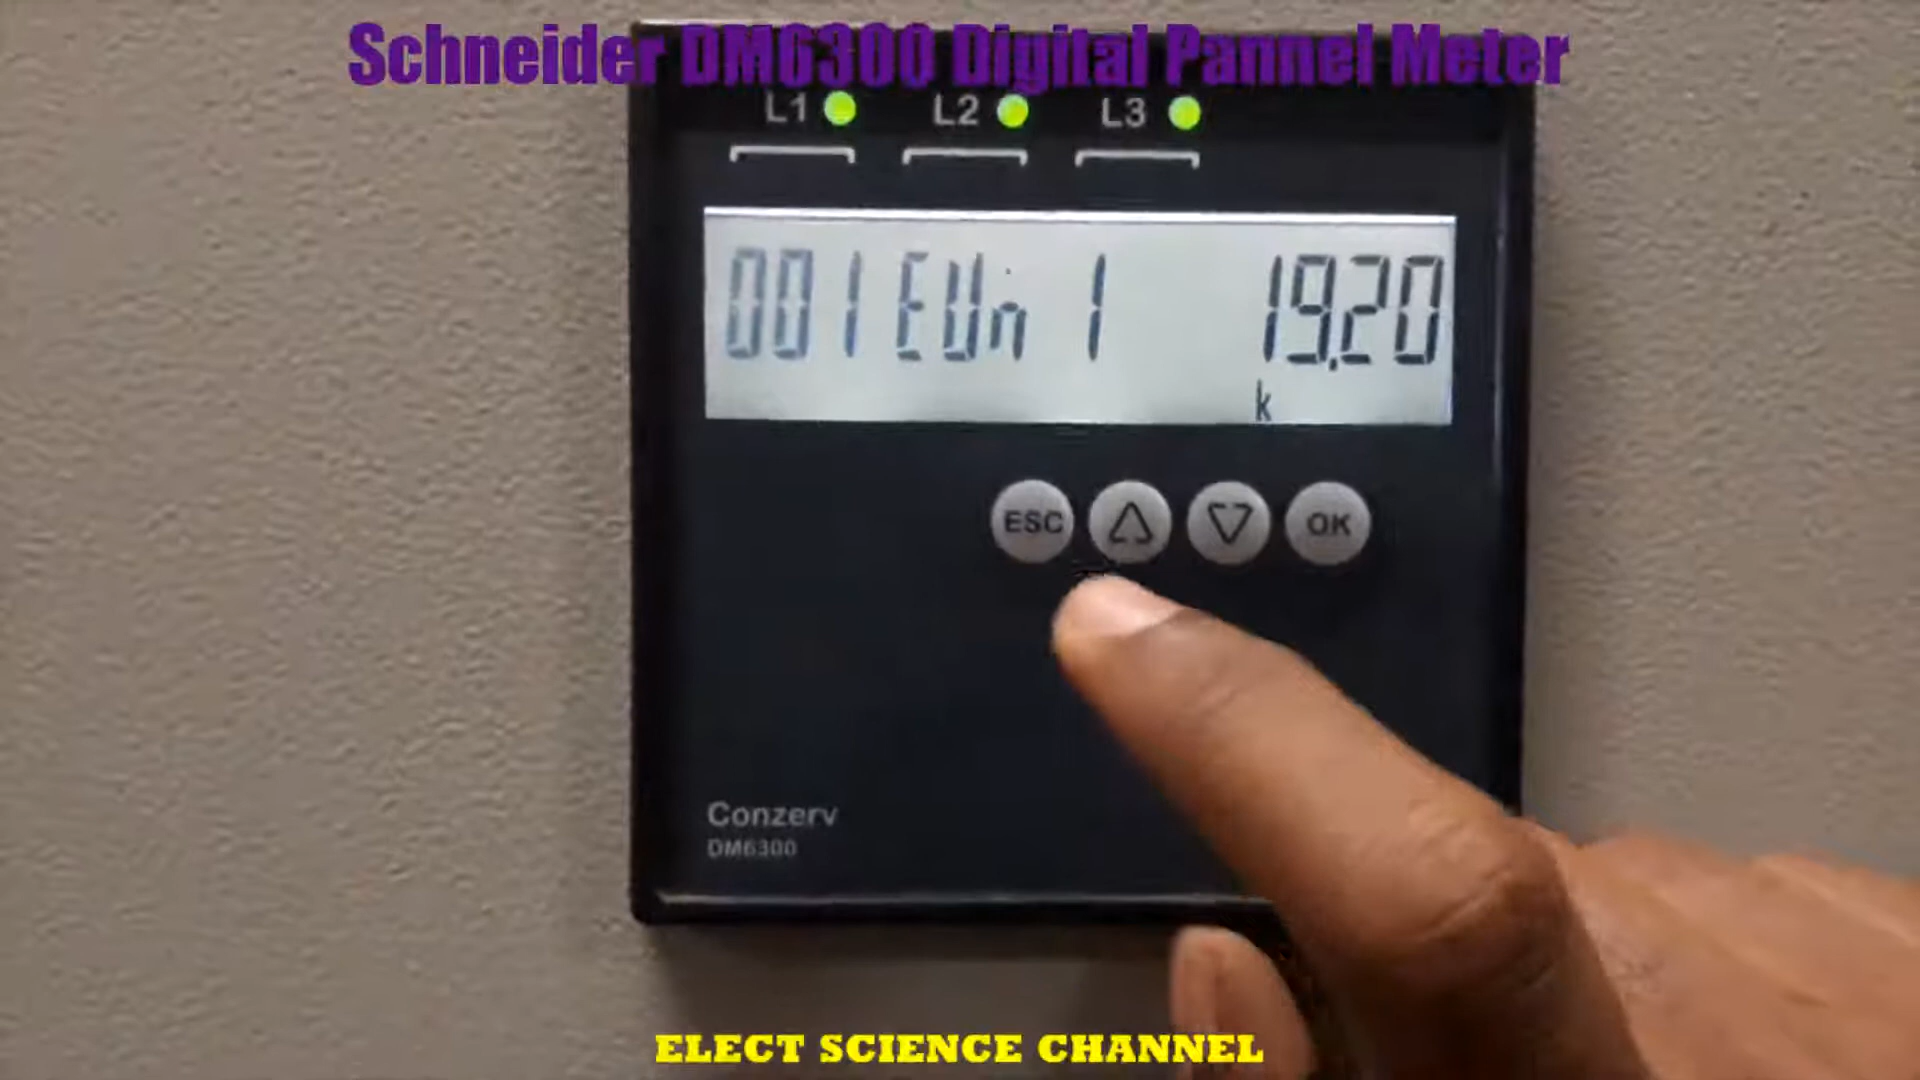 Schneider DM6300 Digital Pannel Meter
L1 L2 L3
001 EUn 1 19.20
k
ESC OK
Conzerv
DM6300
ELECT SCIENCE CHANNEL